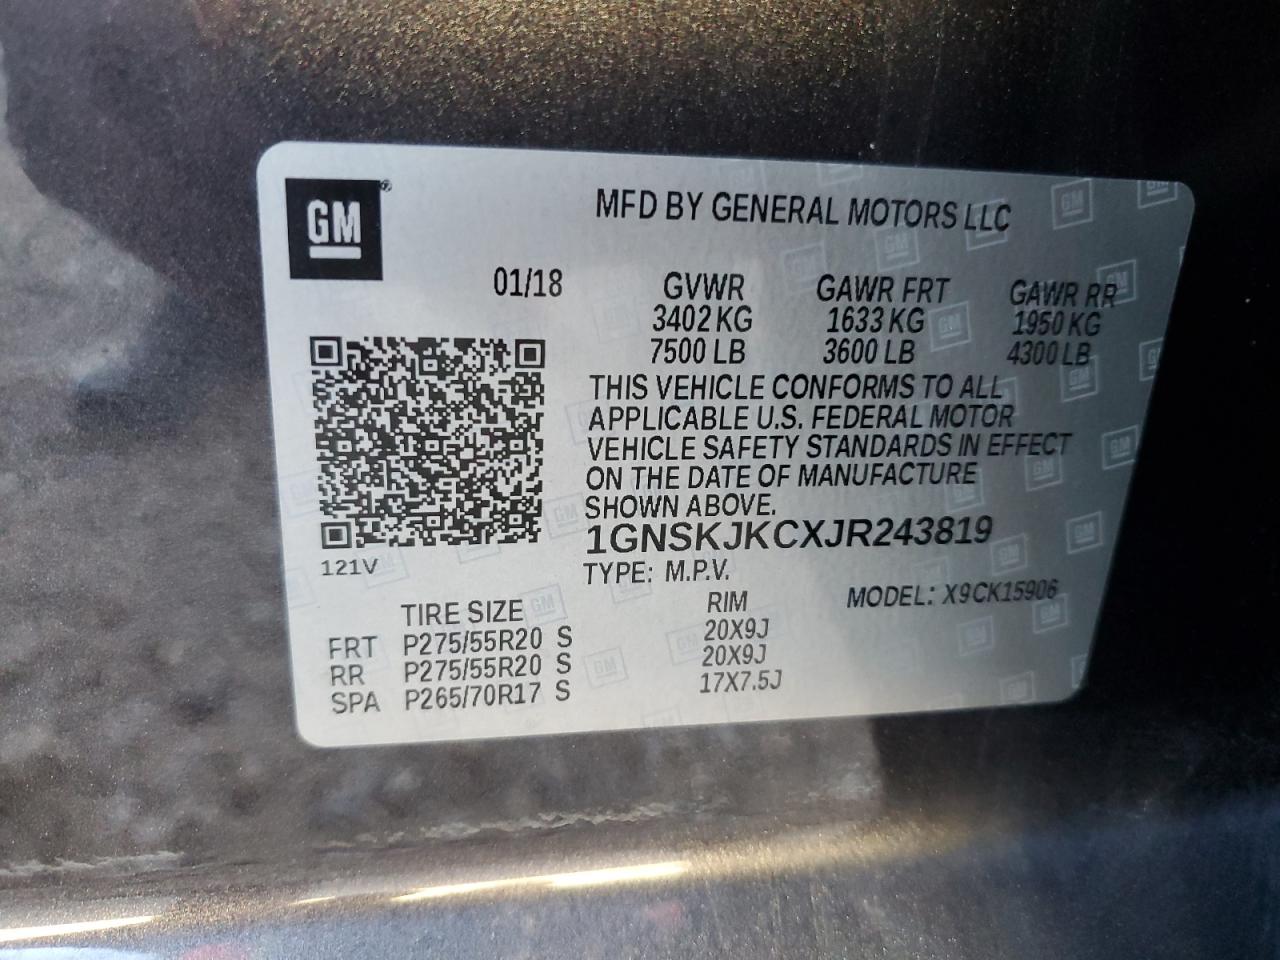 GM®
MFD BY GENERAL MOTORS LLC
01/18 GVWR GAWR FRT GAWR RR
3402 KG 1633 KG 1950 KG
7500 LB 3600 LB 4300 LB
THIS VEHICLE CONFORMS TO ALL
APPLICABLE U.S. FEDERAL MOTOR
VEHICLE SAFETY STANDARDS IN EFFECT
ON THE DATE OF MANUFACTURE
SHOWN ABOVE.
1GNSKJKCXJR243819
121V
TYPE: M.P.V.
MODEL: X9CK15906
TIRE SIZE RIM
FRT P275/55R20 S 20X9J
RR P275/55R20 S 20X9J
SPA P265/70R17 S 17X7.5J